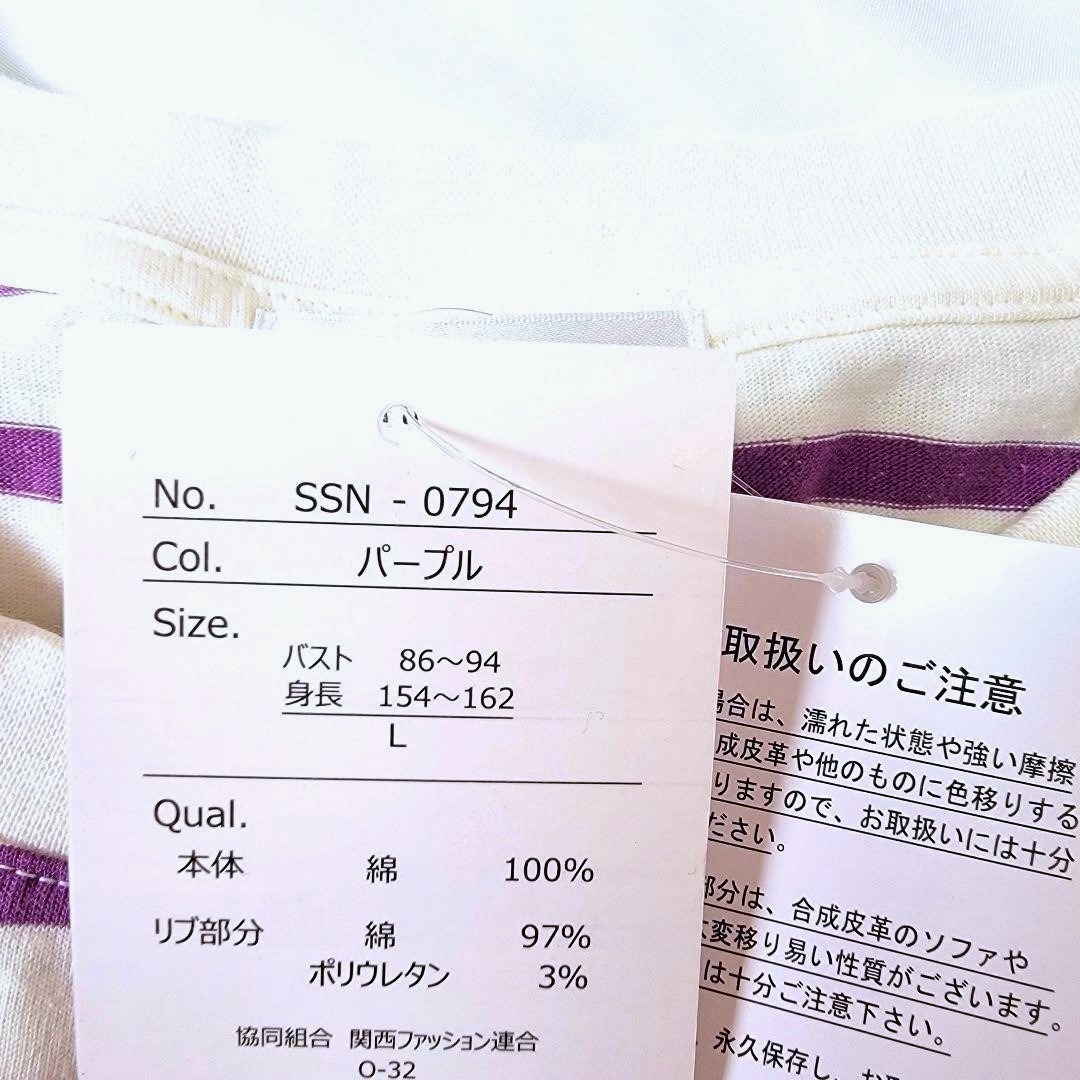 No. SSN - 0794
Col. パープル
Size.
バスト 86～94
身長 154～162
L
Qual.
本体 綿 100%
リブ部分 綿 97%
ポリウレタン 3%
協同組合 関西ファッション連合
O-32
取扱いのご注意
場合は、濡れた状態や強い摩擦
成皮革や他のものに色移りする
りますので、お取扱いには十分
ださい。
部分は、合成皮革のソファや
変移り易い性質がございます。
は十分ご注意下さい。
、永久保存し、お取